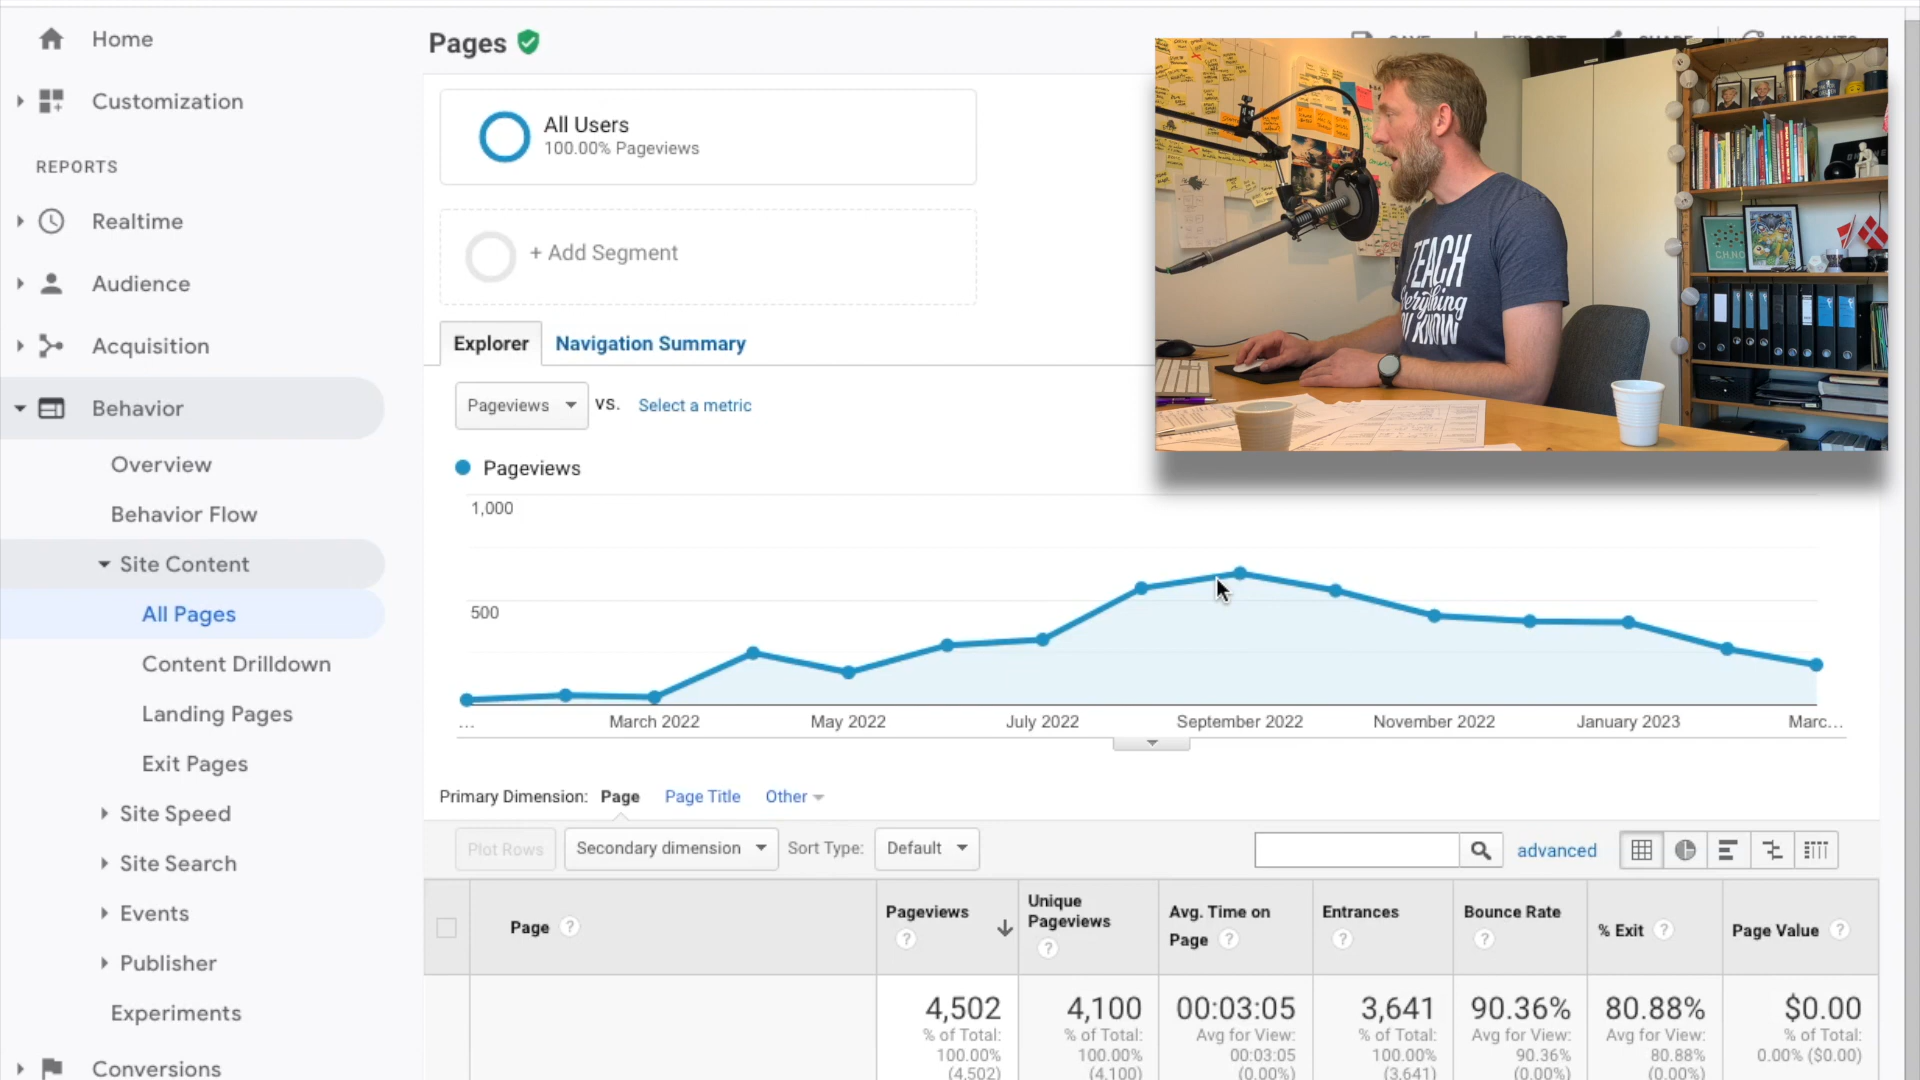 Home
Customization
REPORTS
Realtime
Audience
Acquisition
Behavior
Overview
Behavior Flow
Site Content
All Pages
Content Drilldown
Landing Pages
Exit Pages
Site Speed
Site Search
Events
Publisher
Experiments
Conversions
Pages
SAVE EXPORT SHARE INSIGHTS
All Users
100.00% Pageviews
+ Add Segment
Explorer Navigation Summary
Pageviews VS. Select a metric
Pageviews
1,000
500
... March 2022 May 2022 July 2022 September 2022 November 2022 January 2023 Marc...
TEACH
everything
YOU KNOW
Primary Dimension: Page Page Title Other
Plot Rows Secondary dimension Sort Type: Default advanced
Page ?
Pageviews ?
Unique
Pageviews
?
Avg. Time on
Page ?
Entrances
?
Bounce Rate
?
% Exit ?
Page Value ?
4,502 4,100 00:03:05 3,641 90.36% 80.88% $0.00
% of Total: % of Total: Avg for View: % of Total: Avg for View: Avg for View: % of Total:
100.00% 100.00% 00:03:05 100.00% 90.36% 80.88% 0.00% ($0.00)
(4,502) (4,100) (0.00%) (3,641) (0.00%) (0.00%)